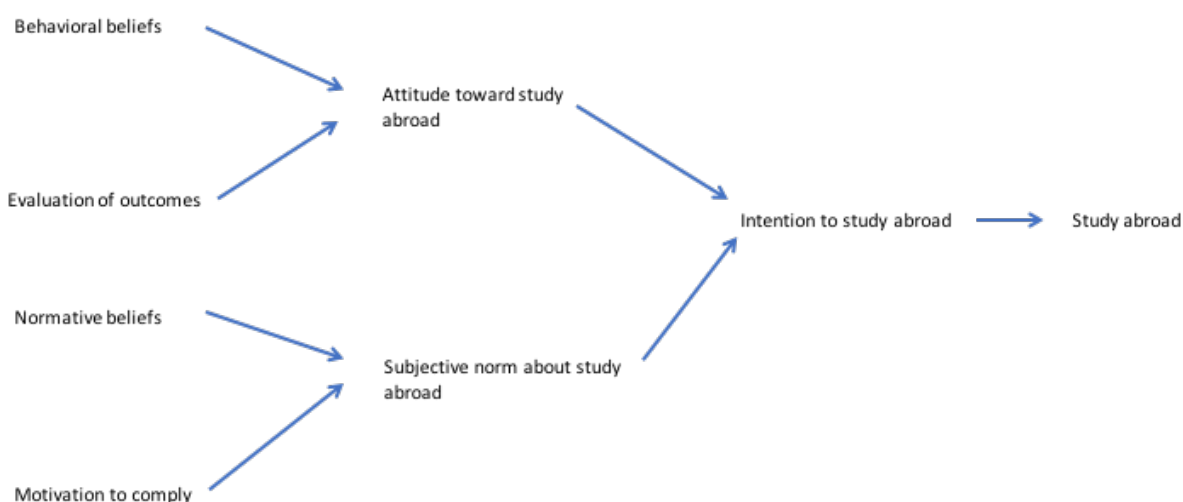 Behavioral beliefs
Attitude toward study
abroad
Evaluation of outcomes
Intention to study abroad
Study abroad
Normative beliefs
Subjective norm about study
abroad
Motivation to comply